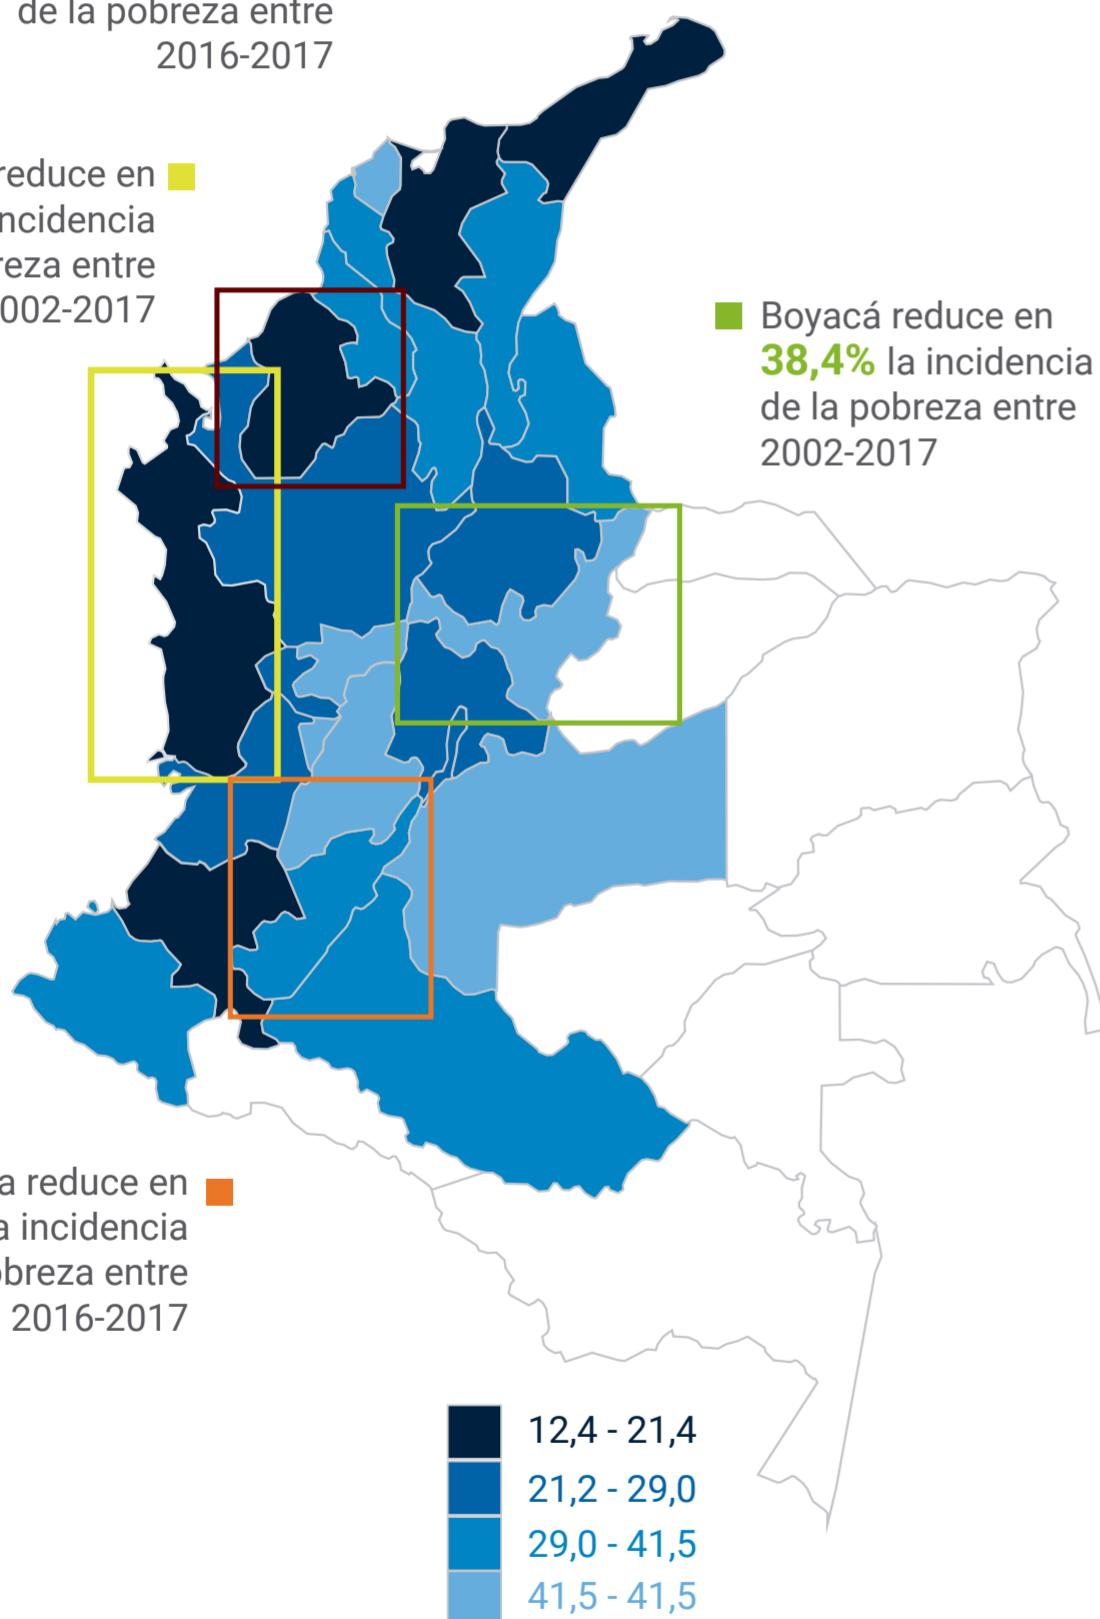 de la pobreza entre
2016-2017
reduce en
ncidencia
reza entre
002-2017
Boyacá reduce en
38,4% la incidencia
de la pobreza entre
2002-2017
a reduce en
a incidencia
obreza entre
2016-2017
12,4 - 21,4
21,2 - 29,0
29,0 - 41,5
41,5 - 41,5